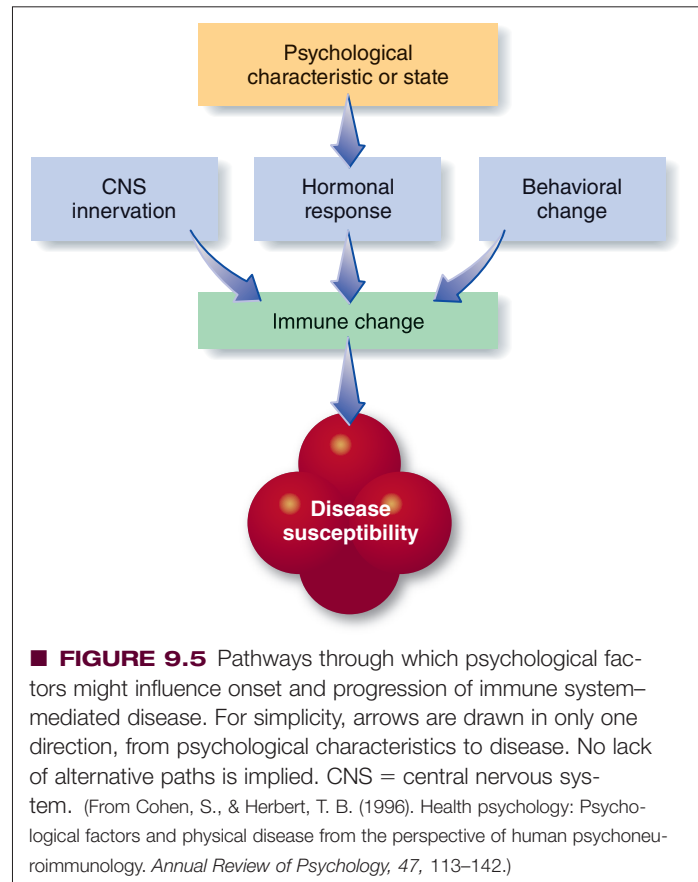 Psychological
characteristic or state
CNS
innervation
Hormonal
response
Behavioral
change
Immune change
Disease
susceptibility
■ FIGURE 9.5 Pathways through which psychological fac-
tors might influence onset and progression of immune system–
mediated disease. For simplicity, arrows are drawn in only one
direction, from psychological characteristics to disease. No lack
of alternative paths is implied. CNS = central nervous sys-
tem. (From Cohen, S., & Herbert, T. B. (1996). Health psychology: Psycho-
logical factors and physical disease from the perspective of human psychoneu-
roimmunology. Annual Review of Psychology, 47, 113–142.)